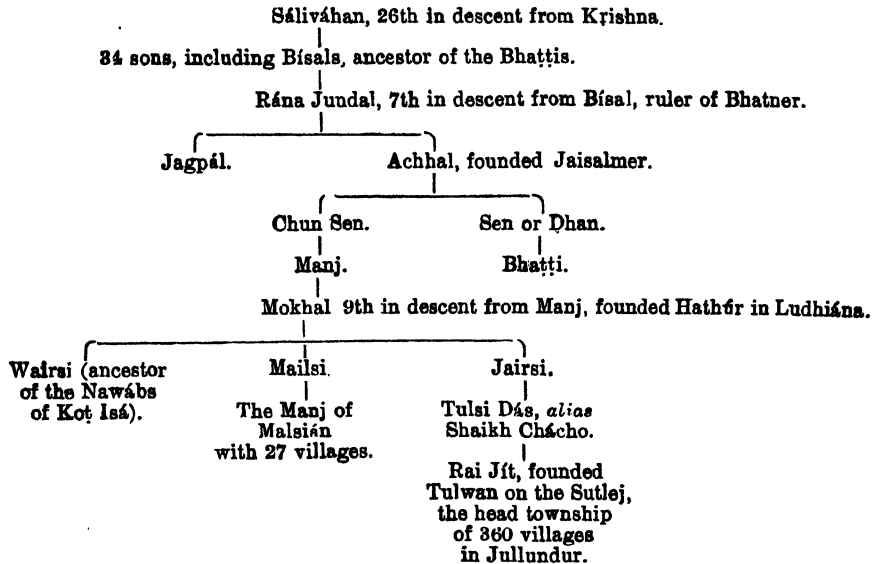 Sáliváhan, 26th in descent from Kṛishna.
34 sons, including Bísals, ancestor of the Bhaṭṭis.
Rána Jundal, 7th in descent from Bísal, ruler of Bhatner.
Jagpál.
Achhal, founded Jaisalmer.
Chun Sen.
Sen or Ḍhan.
Manj.
Bhaṭṭi.
Mokhal 9th in descent from Manj, founded Hathúr in Ludhiána.
Wairsi (ancestor
of the Nawábs
of Koṭ Isá).
Mailsi.
The Manj of
Malsián
with 27 villages.
Jairsi.
Tulsi Dás, alias
Shaikh Chácho.
Rai Jít, founded
Tulwan on the Sutlej,
the head township
of 360 villages
in Jullundur.